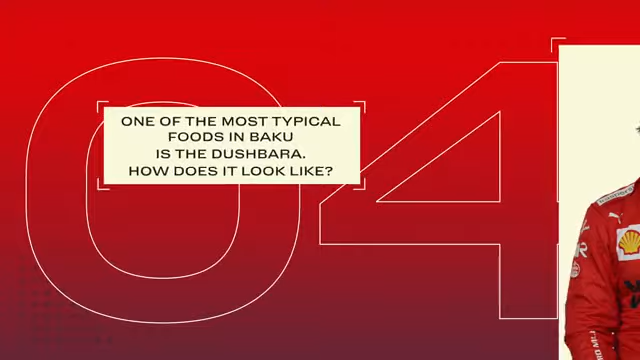 04
ONE OF THE MOST TYPICAL
FOODS IN BAKU
IS THE DUSHBARA.
HOW DOES IT LOOK LIKE?